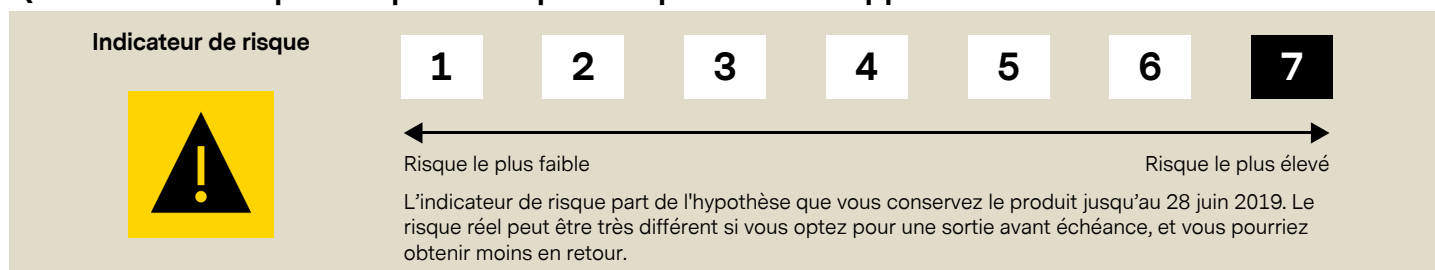 Indicateur de risque
1 2 3 4 5 6 7
Risque le plus faible Risque le plus élevé
L’indicateur de risque part de l'hypothèse que vous conservez le produit jusqu’au 28 juin 2019. Le
risque réel peut être très différent si vous optez pour une sortie avant échéance, et vous pourriez
obtenir moins en retour.